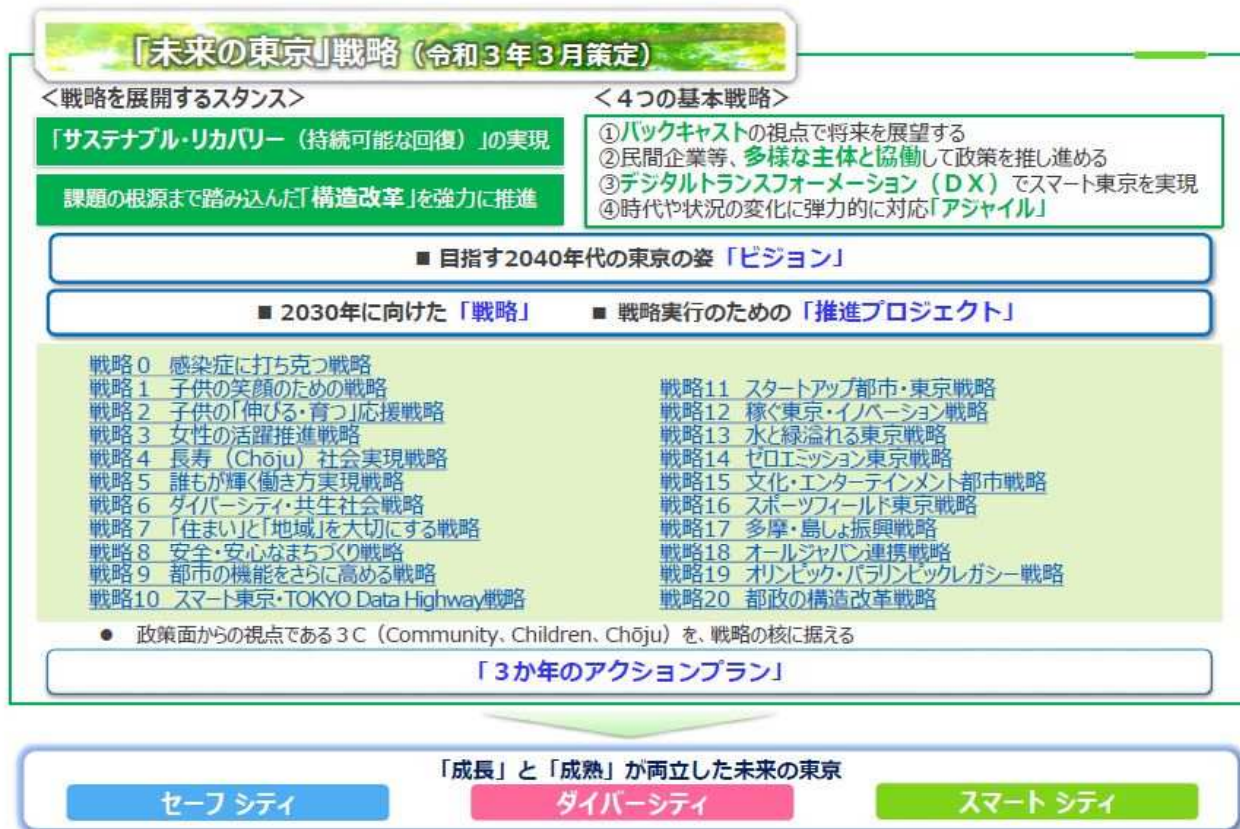 「未来の東京」戦略（令和３年３月策定）
＜戦略を展開するスタンス＞
「サステナブル・リカバリー（持続可能な回復）」の実現
課題の根源まで踏み込んだ「構造改革」を強力に推進
＜４つの基本戦略＞
①バックキャストの視点で将来を展望する
②民間企業等、多様な主体と協働して政策を推し進める
③デジタルトランスフォーメーション（ＤＸ）でスマート東京を実現
④時代や状況の変化に弾力的に対応「アジャイル」
■ 目指す2040年代の東京の姿「ビジョン」
■ 2030年に向けた「戦略」 ■ 戦略実行のための「推進プロジェクト」
戦略０ 感染症に打ち克つ戦略
戦略１ 子供の笑顔のための戦略
戦略２ 子供の「伸びる・育つ」応援戦略
戦略３ 女性の活躍推進戦略
戦略４ 長寿（Chōju）社会実現戦略
戦略５ 誰もが輝く働き方実現戦略
戦略６ ダイバーシティ・共生社会戦略
戦略７ 「住まい」と「地域」を大切にする戦略
戦略８ 安全・安心なまちづくり戦略
戦略９ 都市の機能をさらに高める戦略
戦略10 スマート東京・TOKYO Data Highway戦略
戦略11 スタートアップ都市・東京戦略
戦略12 稼ぐ東京・イノベーション戦略
戦略13 水と緑溢れる東京戦略
戦略14 ゼロエミッション東京戦略
戦略15 文化・エンターテインメント都市戦略
戦略16 スポーツフィールド東京戦略
戦略17 多摩・島しょ振興戦略
戦略18 オールジャパン連携戦略
戦略19 オリンピック・パラリンピックレガシー戦略
戦略20 都政の構造改革戦略
● 政策面からの視点である３Ｃ（Community、Children、Chōju）を、戦略の核に据える
「３か年のアクションプラン」
「成長」と「成熟」が両立した未来の東京
セーフ シティ
ダイバーシティ
スマート シティ